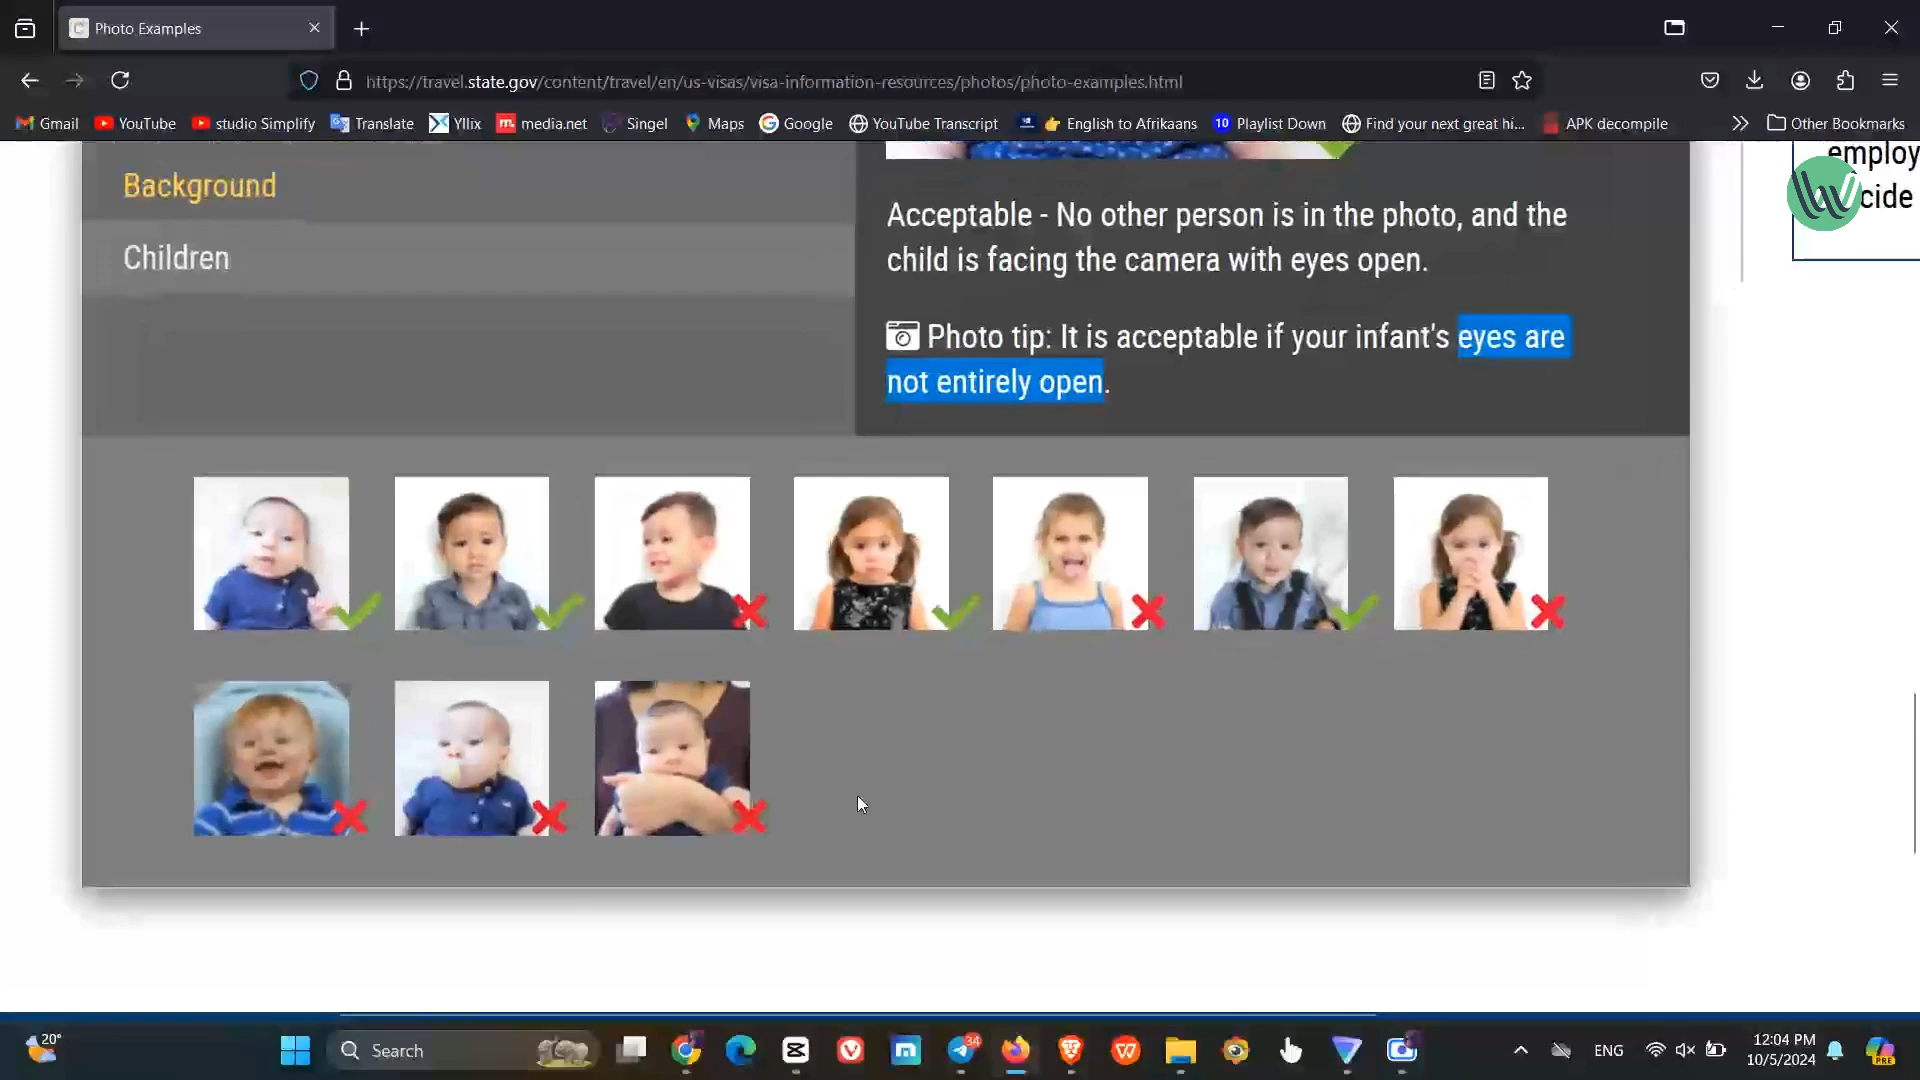 Photo Examples
https://travel.state.gov/content/travel/en/us-visas/visa-information-resources/photos/photo-examples.html
Gmail YouTube studio Simplify Translate Yllix media.net Singel Maps Google YouTube Transcript English to Afrikaans Playlist Down Find your next great hi... APK decompile Other Bookmarks
employ
cide
Background
Children
Acceptable - No other person is in the photo, and the
child is facing the camera with eyes open.
Photo tip: It is acceptable if your infant's eyes are
not entirely open.
20°
Search
34
ENG
12:04 PM
10/5/2024
PRE